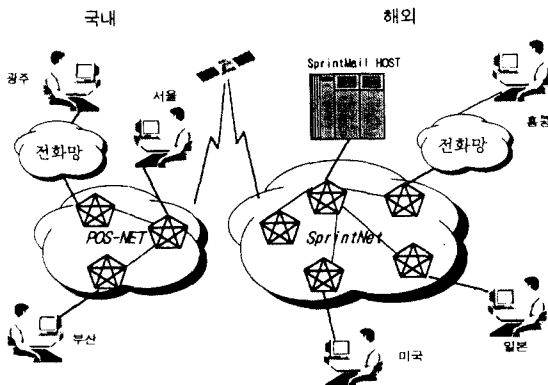 국내
해외
광주
서울
SprintMail HOST
홍콩
전화망
전화망
POS-NET
SprintNet
부산
미국
일본